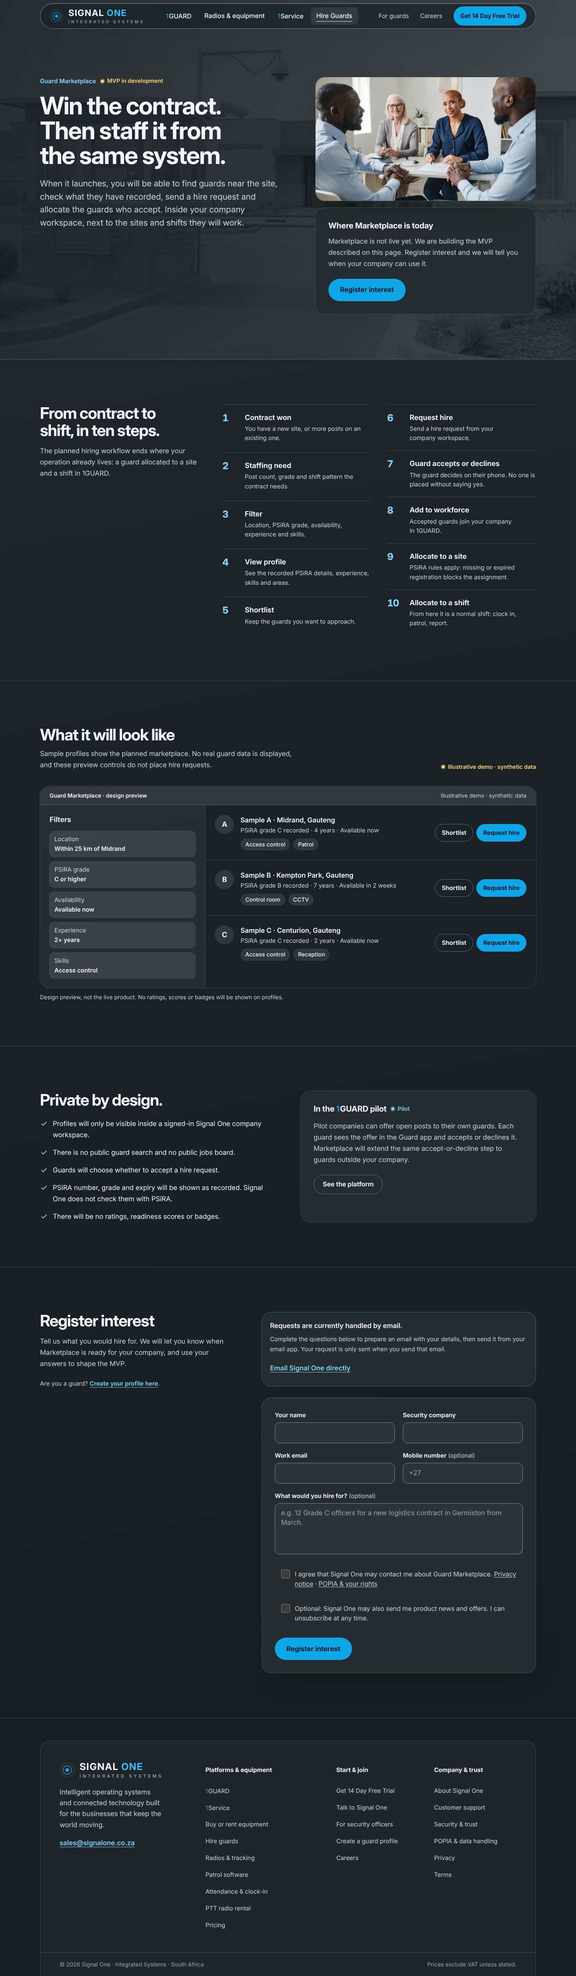 SIGNAL ONE
INTEGRATED SYSTEMS
1GUARD
Radios & equipment
1Service
Hire Guards
For guards
Careers
Get 14 Day Free Trial
Guard Marketplace
MVP in development
Win the contract.
Then staff it from
the same system.
When it launches, you will be able to find guards near the site,
check what they have recorded, send a hire request and
allocate the guards who accept. Inside your company
workspace, next to the sites and shifts they will work.
Where Marketplace is today
Marketplace is not live yet. We are building the MVP
described on this page. Register interest and we will tell you
when your company can use it.
Register interest
From contract to
shift, in ten steps.
The planned hiring workflow ends where your
operation already lives: a guard allocated to a site
and a shift in 1GUARD.
1
Contract won
You have a new site, or more posts on an
existing one.
2
Staffing need
Post count, grade and shift pattern the
contract needs.
3
Filter
Location, PSIRA grade, availability,
experience and skills.
4
View profile
See the recorded PSIRA details, experience,
skills and areas.
5
Shortlist
Keep the guards you want to approach.
6
Request hire
Send a hire request from your
company workspace.
7
Guard accepts or declines
The guard decides on their phone. No one is
placed without saying yes.
8
Add to workforce
Accepted guards join your company
in 1GUARD.
9
Allocate to a site
PSIRA rules apply: missing or expired
registration blocks the assignment.
10
Allocate to a shift
From here it is a normal shift: clock in,
patrol, report.
What it will look like
Sample profiles show the planned marketplace. No real guard data is displayed,
and these preview controls do not place hire requests.
Illustrative demo · synthetic data
Guard Marketplace · design preview
Illustrative demo · synthetic data
Filters
Location
Within 25 km of Midrand
PSIRA grade
C or higher
Availability
Available now
Experience
2+ years
Skills
Access control
A
Sample A · Midrand, Gauteng
PSIRA grade C recorded · 4 years · Available now
Access control
Patrol
Shortlist
Request hire
B
Sample B · Kempton Park, Gauteng
PSIRA grade B recorded · 7 years · Available in 2 weeks
Control room
CCTV
Shortlist
Request hire
C
Sample C · Centurion, Gauteng
PSIRA grade C recorded · 2 years · Available now
Access control
Reception
Shortlist
Request hire
Design preview, not the live product. No ratings, scores or badges will be shown on profiles.
Private by design.
Profiles will only be visible inside a signed-in Signal One company
workspace.
There is no public guard search and no public jobs board.
Guards will choose whether to accept a hire request.
PSIRA number, grade and expiry will be shown as recorded. Signal
One does not check them with PSIRA.
There will be no ratings, readiness scores or badges.
In the 1GUARD pilot
Pilot
Pilot companies can offer open posts to their own guards. Each
guard sees the offer in the Guard app and accepts or declines it.
Marketplace will extend the same accept-or-decline step to
guards outside your company.
See the platform
Register interest
Tell us what you would hire for. We will let you know when
Marketplace is ready for your company, and use your
answers to shape the MVP.
Are you a guard? Create your profile here.
Requests are currently handled by email.
Complete the questions below to prepare an email with your details, then send it from your
email app. Your request is only sent when you send that email.
Email Signal One directly
Your name
Security company
Work email
Mobile number (optional)
+27
What would you hire for? (optional)
e.g. 12 Grade C officers for a new logistics contract in Germiston from
March.
I agree that Signal One may contact me about Guard Marketplace. Privacy
notice · POPIA & your rights
Optional: Signal One may also send me product news and offers. I can
unsubscribe at any time.
Register interest
SIGNAL ONE
INTEGRATED SYSTEMS
Intelligent operating systems
and connected technology built
for the businesses that keep the
world moving.
sales@signalone.co.za
Platforms & equipment
1GUARD
1Service
Buy or rent equipment
Hire guards
Radios & tracking
Patrol software
Attendance & clock-in
PTT radio rental
Pricing
Start & join
Get 14 Day Free Trial
Talk to Signal One
For security officers
Create a guard profile
Careers
Company & trust
About Signal One
Customer support
Security & trust
POPIA & data handling
Privacy
Terms
© 2026 Signal One · Integrated Systems · South Africa
Prices exclude VAT unless stated.